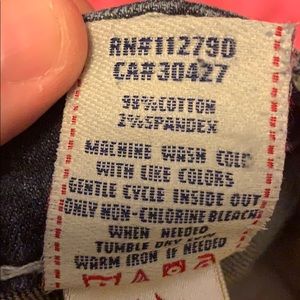 RN#112790
CA#30427
98%COTTON
2%SPANDEX
MACHINE WASH COLD
WITH LIKE COLORS
GENTLE CYCLE INSIDE OUT
ONLY NON-CHLORINE BLEACH
WHEN NEEDED
TUMBLE DRY LOW
WARM IRON IF NEEDED